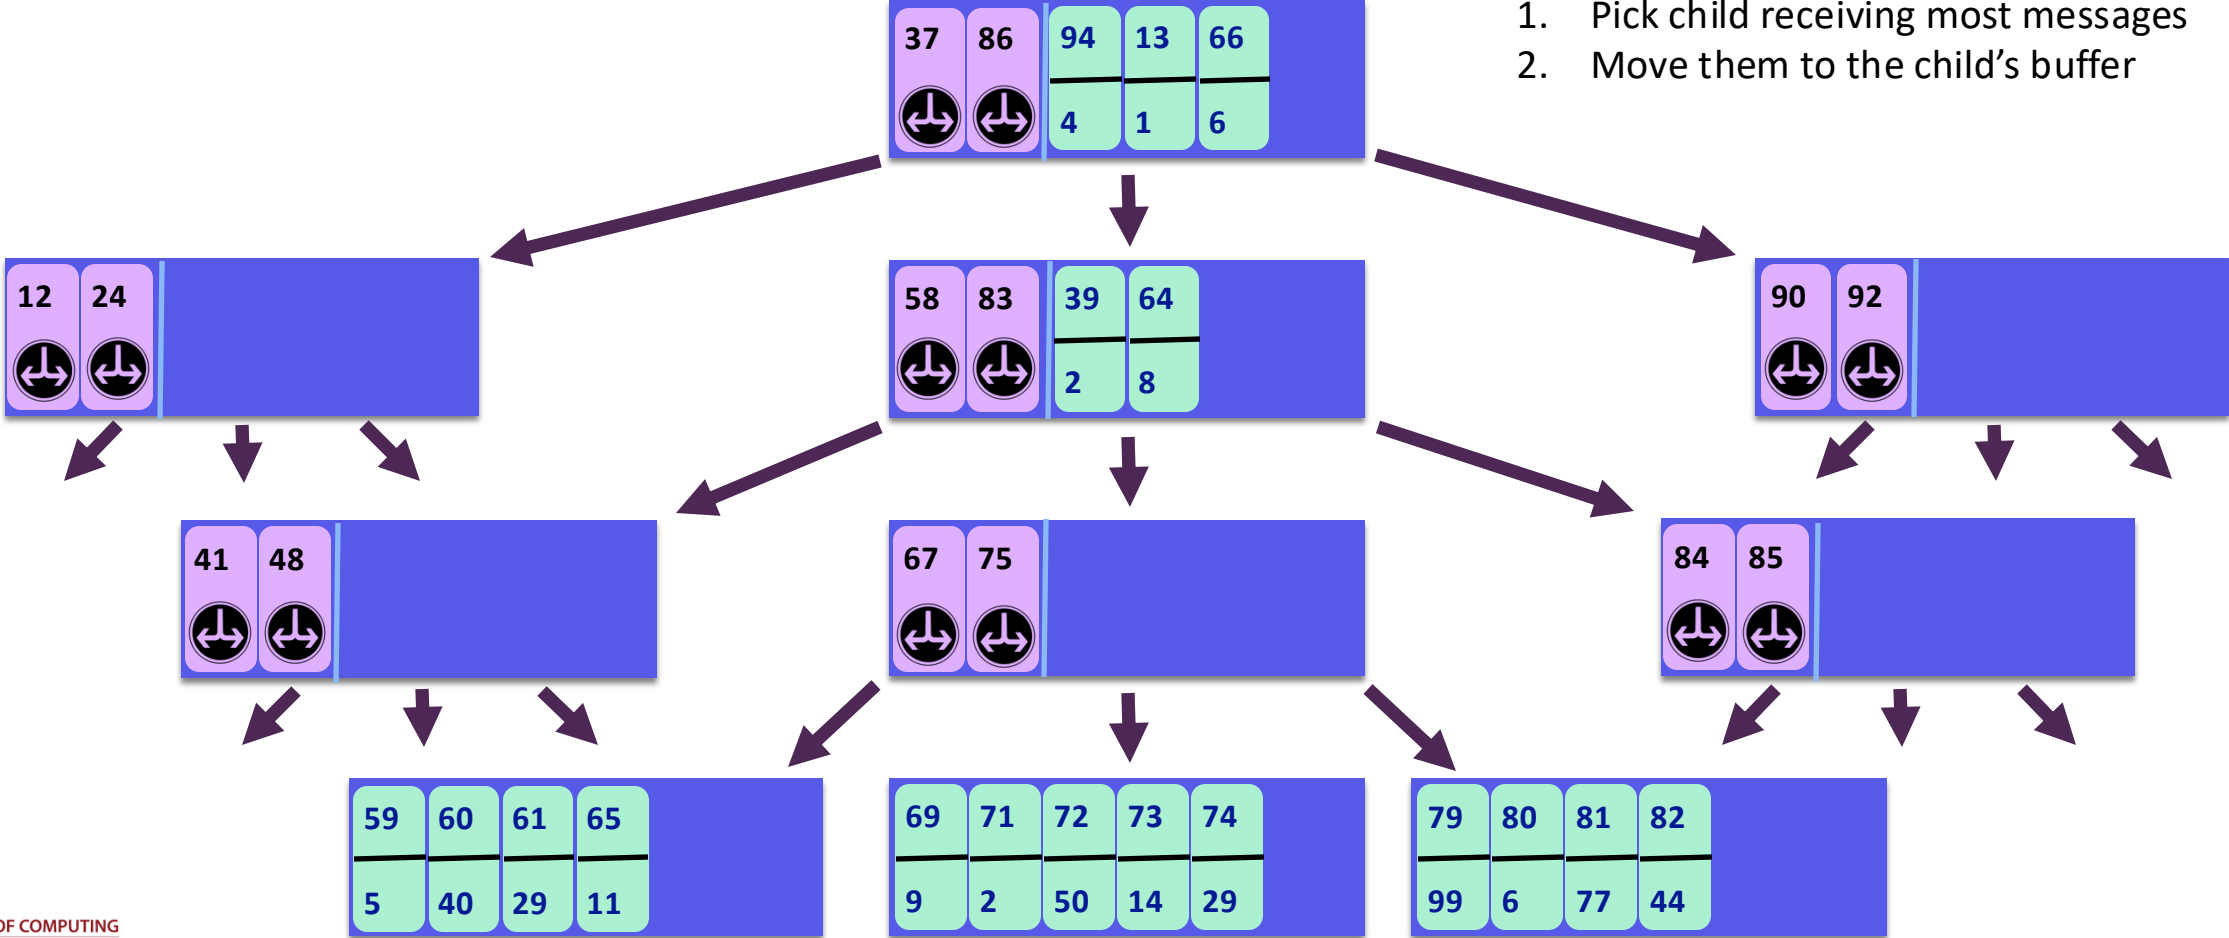 1. Pick child receiving most messages
2. Move them to the child's buffer
37 86 94 13 66
4 1 6
12 24
58 83 39 64
2 8
90 92
41 48
67 75
84 85
59 60 61 65
5 40 29 11
69 71 72 73 74
9 2 50 14 29
79 80 81 82
99 6 77 44
OF COMPUTING